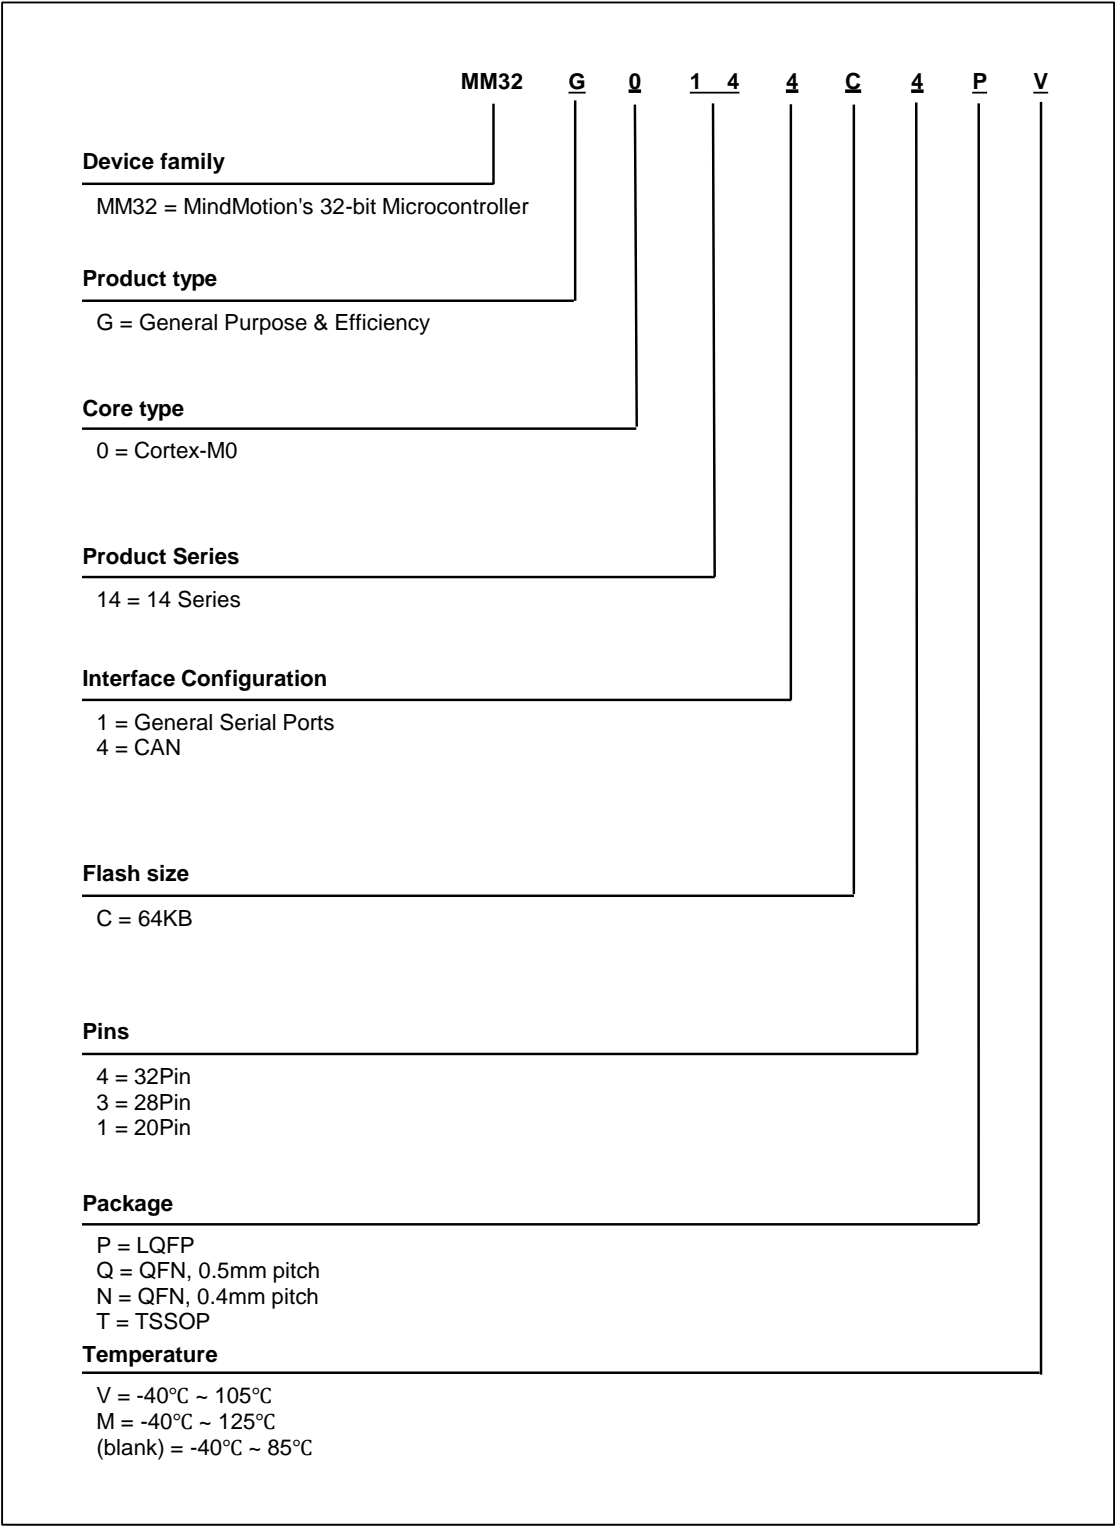 MM32 G 0 1 4 4 C 4 P V
Device family
MM32 = MindMotion's 32-bit Microcontroller
Product type
G = General Purpose & Efficiency
Core type
0 = Cortex-M0
Product Series
14 = 14 Series
Interface Configuration
1 = General Serial Ports
4 = CAN
Flash size
C = 64KB
Pins
4 = 32Pin
3 = 28Pin
1 = 20Pin
Package
P = LQFP
Q = QFN, 0.5mm pitch
N = QFN, 0.4mm pitch
T = TSSOP
Temperature
V = -40℃ ~ 105℃
M = -40℃ ~ 125℃
(blank) = -40℃ ~ 85℃